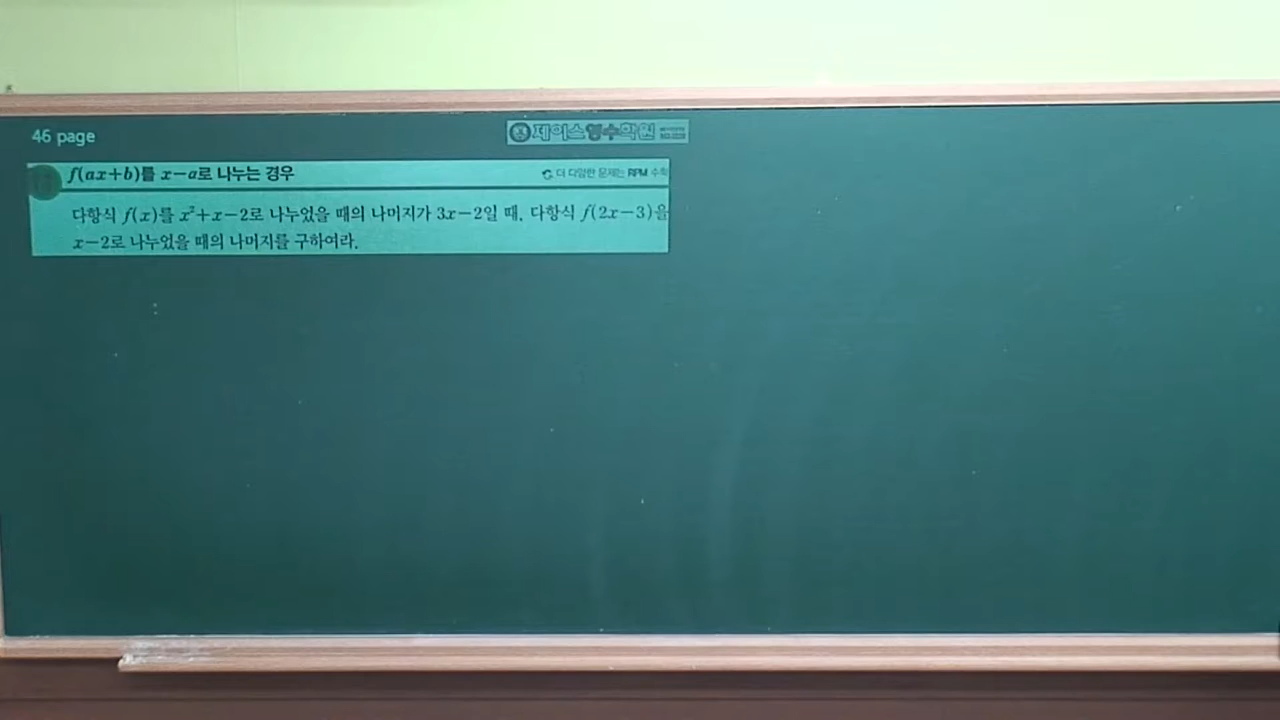 46 page
제이스영수학원
f(ax+b)를 x-a로 나누는 경우
더 다양한 문제는 RPM 수학
다항식 f(x)를 x²+x-2로 나누었을 때의 나머지가 3x-2일 때, 다항식 f(2x-3)을
x-2로 나누었을 때의 나머지를 구하여라.